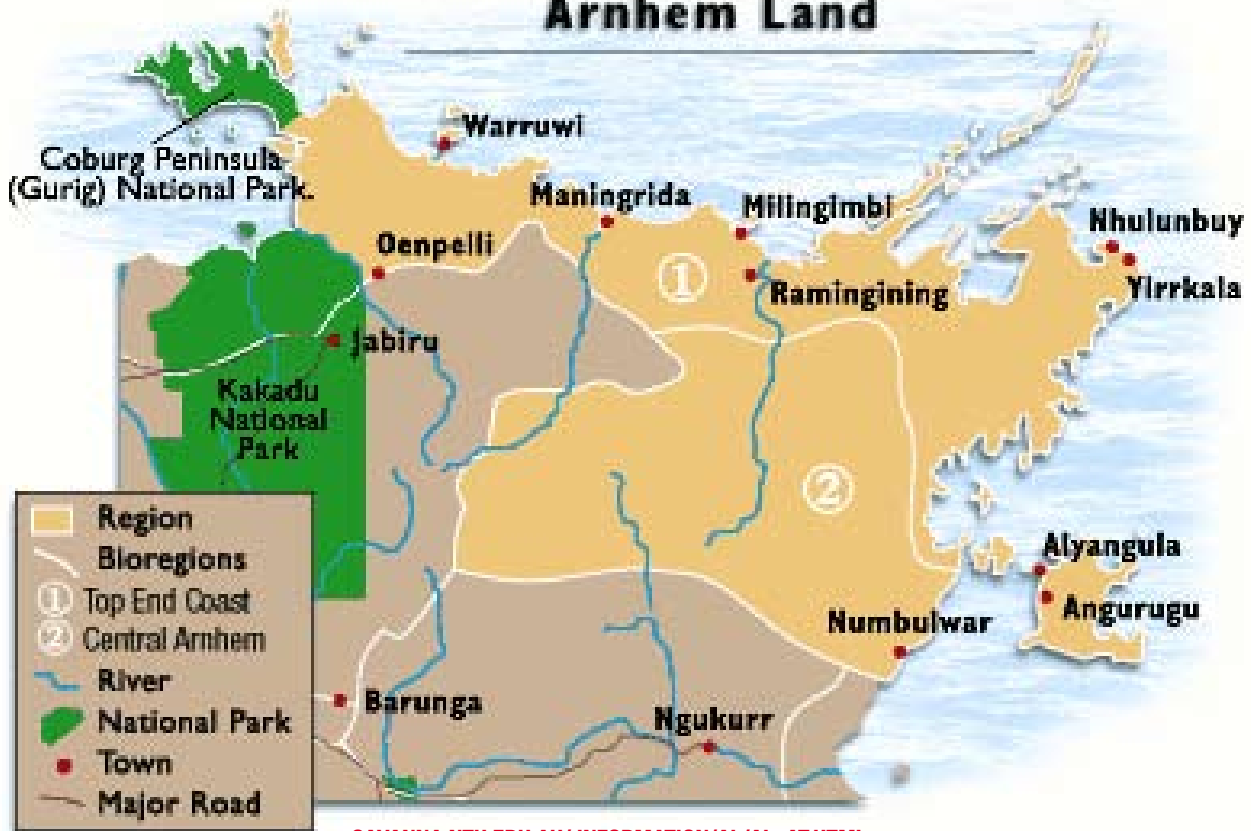 Arnhem Land
Warruwi
Coburg Peninsula
(Gurig) National Park.
Maningrida
Milingimbi
Nhulunbuy
Oenpelli
①
Ramingining
Yirrkala
Jabiru
Kakadu
National
Park
②
Region
Bioregions
① Top End Coast
② Central Arnhem
River
National Park
Town
Major Road
Alyangula
Angurugu
Numbulwar
Barunga
Ngukurr